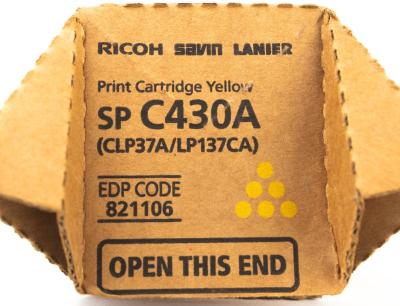 RICOH savin LANIER
Print Cartridge Yellow
SP C430A
(CLP37A/LP137CA)
EDP CODE
821106
OPEN THIS END